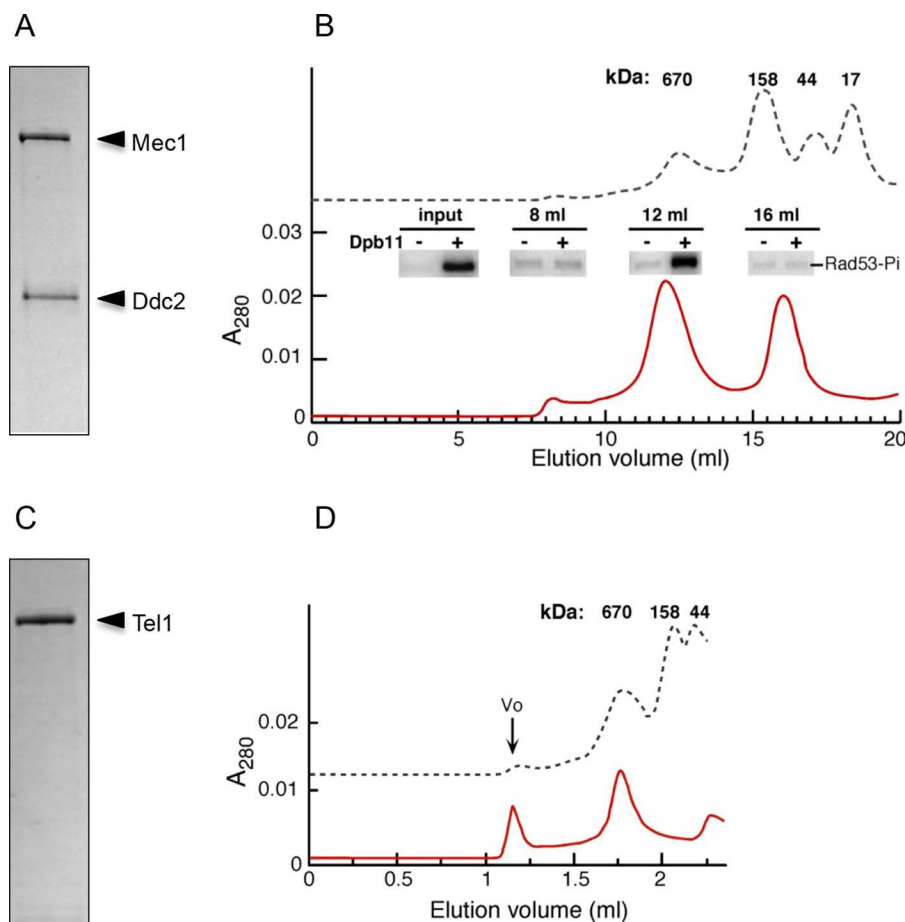 A
Mec1
Ddc2
B
kDa: 670 158 44 17
0.03
0.02
0.01
0
A280
input 8 ml 12 ml 16 ml
Dpb11 - + - + - + - +
Rad53-Pi
0 5 10 15 20
Elution volume (ml)
C
Tel1
D
kDa: 670 158 44
Vo
0.02
0.01
0
A280
0 0.5 1 1.5 2
Elution volume (ml)